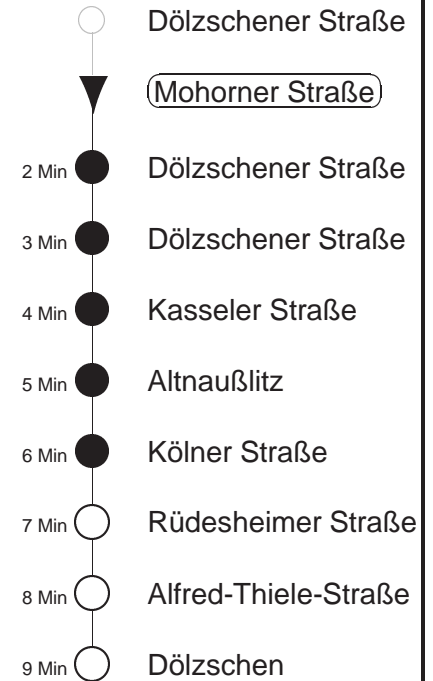 Dölzschener Straße
Mohorner Straße
2 Min Dölzschener Straße
3 Min Dölzschener Straße
4 Min Kasseler Straße
5 Min Altnaußlitz
6 Min Kölner Straße
7 Min Rüdesheimer Straße
8 Min Alfred-Thiele-Straße
9 Min Dölzschen